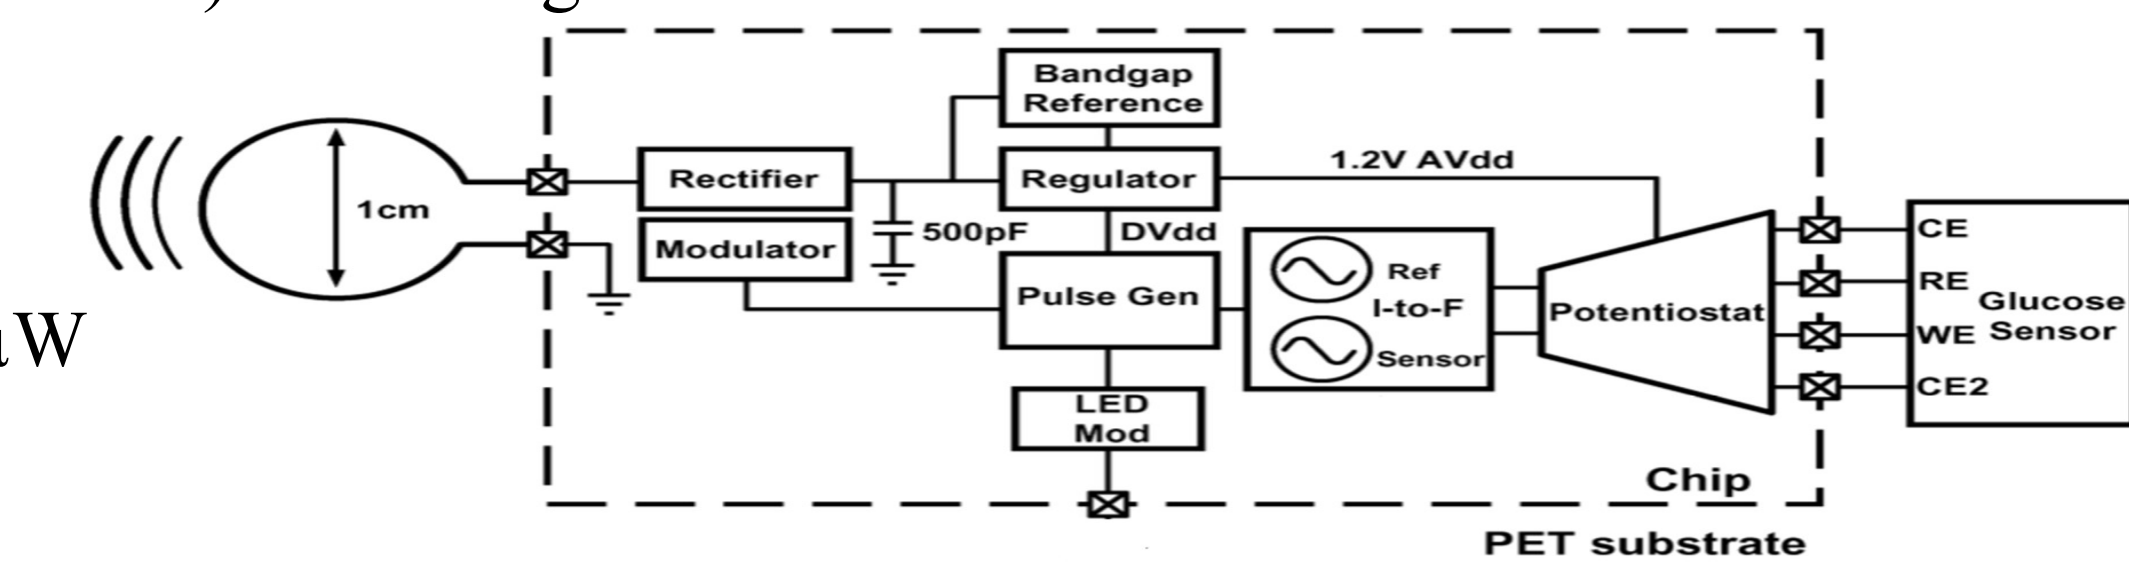 Bandgap
Reference
1.2V AVdd
Rectifier
Regulator
1cm
Modulator
500pF
DVdd
CE
Ref
RE
Pulse Gen
I-to-F
Potentiostat
Glucose
Sensor
WE
Sensor
CE2
LED
Mod
Chip
PET substrate